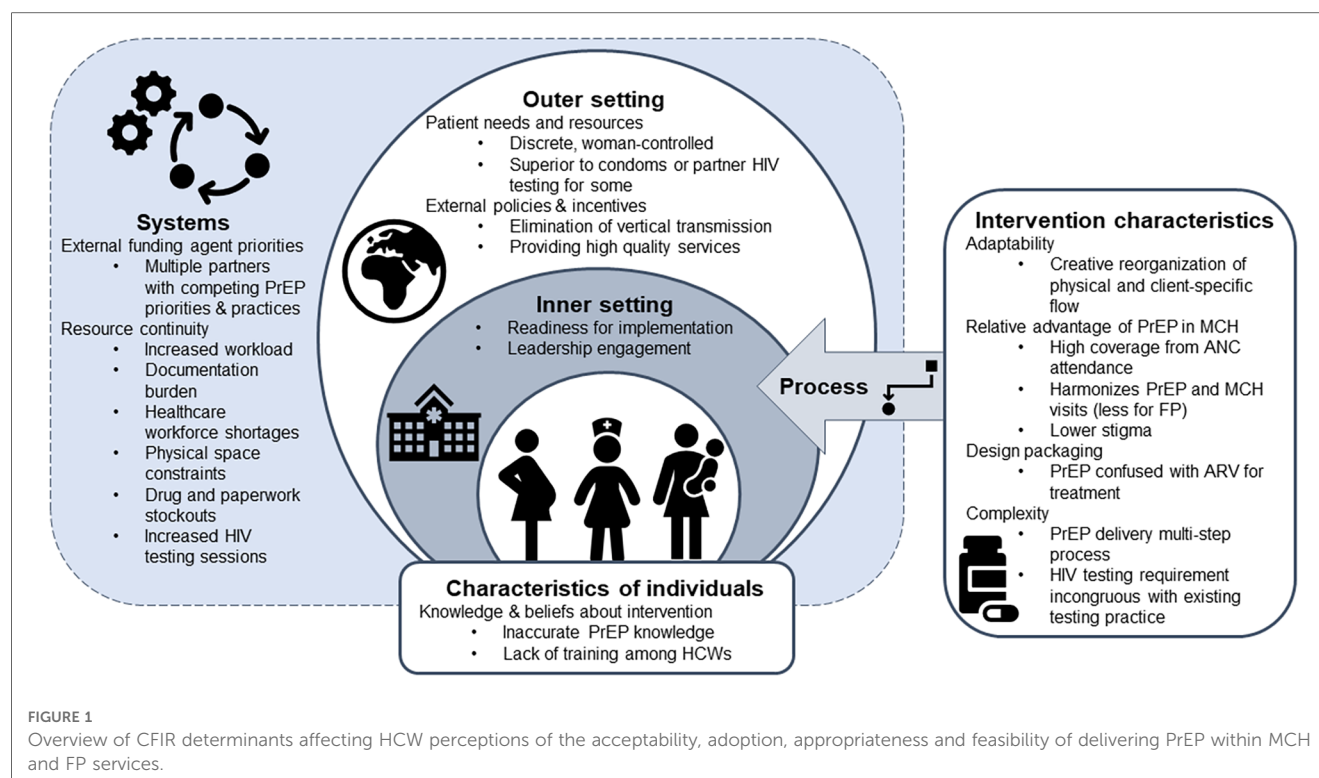 Systems
External funding agent priorities
• Multiple partners
with competing PrEP
priorities & practices
Resource continuity
• Increased workload
• Documentation
burden
• Healthcare
workforce shortages
• Physical space
constraints
• Drug and paperwork
stockouts
• Increased HIV
testing sessions
Outer setting
Patient needs and resources
• Discrete, woman-controlled
• Superior to condoms or partner HIV
testing for some
External policies & incentives
• Elimination of vertical transmission
• Providing high quality services
Inner setting
• Readiness for implementation
• Leadership engagement
Characteristics of individuals
Knowledge & beliefs about intervention
• Inaccurate PrEP knowledge
• Lack of training among HCWs
Process
Intervention characteristics
Adaptability
• Creative reorganization of
physical and client-specific
flow
Relative advantage of PrEP in MCH
• High coverage from ANC
attendance
• Harmonizes PrEP and MCH
visits (less for FP)
• Lower stigma
Design packaging
• PrEP confused with ARV for
treatment
Complexity
• PrEP delivery multi-step
process
• HIV testing requirement
incongruous with existing
testing practice
FIGURE 1
Overview of CFIR determinants affecting HCW perceptions of the acceptability, adoption, appropriateness and feasibility of delivering PrEP within MCH
and FP services.